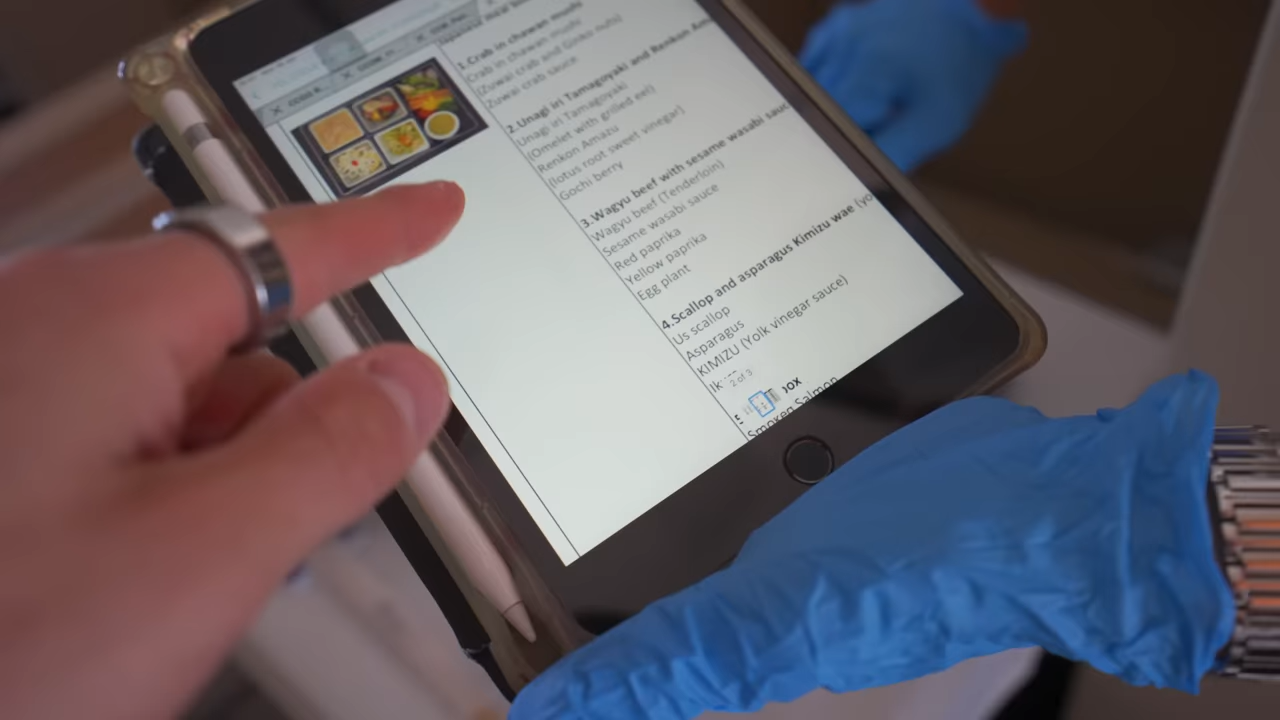 1.Crab in chawan mushi
Crab in chawan mushi
(Zuwai crab and Ginko nuts)
Zuwai crab sauce
2.Unagi iri Tamagoyaki and Renkon Am
Unagi iri Tamagoyaki
(Omelet with grilled eel)
Renkon Amazu
(lotus root sweet vinegar)
Gochi berry
3.Wagyu beef with sesame wasabi sauc
Wagyu beef (Tenderloin)
Sesame wasabi sauce
Red paprika
Yellow paprika
Egg plant
4.Scallop and asparagus Kimizu wae (yo
Us scallop
Asparagus
KIMIZU (Yolk vinegar sauce)
Ik
2 of 3
5 box
Smoken Salmon